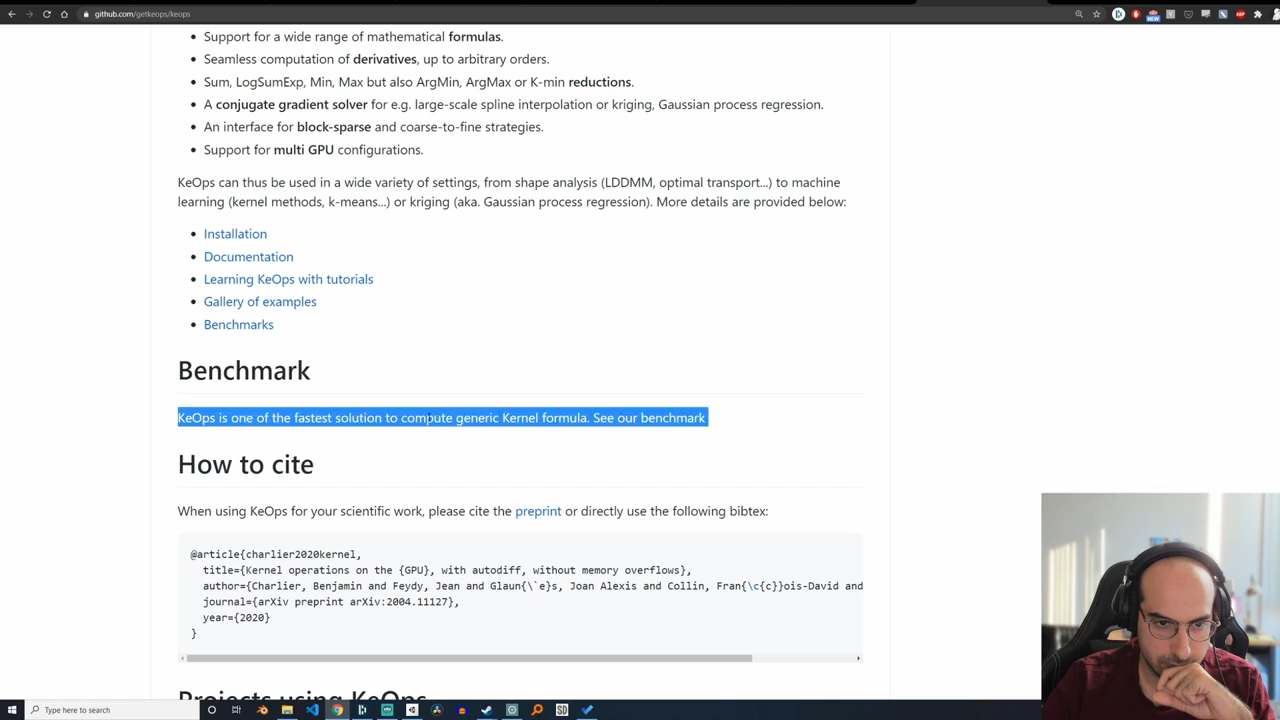 github.com/getkeops/keops
Support for a wide range of mathematical formulas.
Seamless computation of derivatives, up to arbitrary orders.
Sum, LogSumExp, Min, Max but also ArgMin, ArgMax or K-min reductions.
A conjugate gradient solver for e.g. large-scale spline interpolation or kriging, Gaussian process regression.
An interface for block-sparse and coarse-to-fine strategies.
Support for multi GPU configurations.
KeOps can thus be used in a wide variety of settings, from shape analysis (LDDMM, optimal transport...) to machine
learning (kernel methods, k-means...) or kriging (aka. Gaussian process regression). More details are provided below:
Installation
Documentation
Learning KeOps with tutorials
Gallery of examples
Benchmarks
Benchmark
KeOps is one of the fastest solution to compute generic Kernel formula. See our benchmark
How to cite
When using KeOps for your scientific work, please cite the preprint or directly use the following bibtex:
@article{charlier2020kernel,
title={Kernel operations on the {GPU}, with autodiff, without memory overflows},
author={Charlier, Benjamin and Feydy, Jean and Glaun{\`e}s, Joan Alexis and Collin, Fran{\c{c}}ois-David and
journal={arXiv preprint arXiv:2004.11127},
year={2020}
}
Projects using KeOps
Type here to search